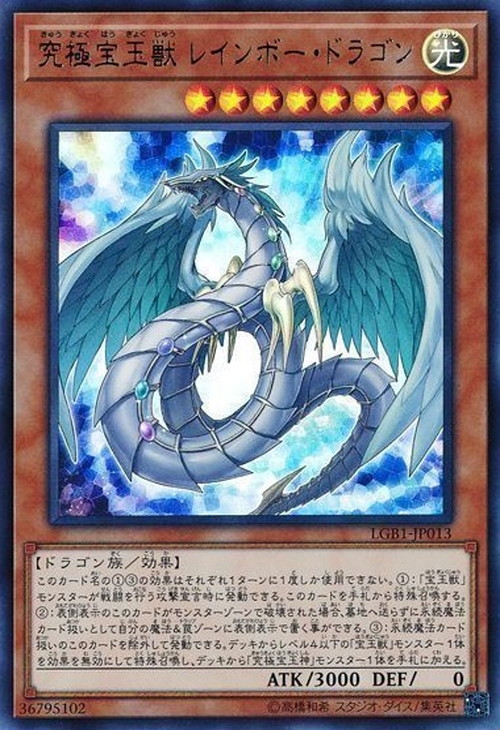 究極宝玉獣 レインボー・ドラゴン
光
LGB1-JP013
【ドラゴン族／効果】
このカード名の①③の効果はそれぞれ1ターンに1度しか使用できない。①：「宝玉獣」
モンスターが戦闘を行う攻撃宣言時に発動できる。このカードを手札から特殊召喚する。
②：表側表示のこのカードがモンスターゾーンで破壊された場合、墓地へ送らずに永続魔法
カード扱いとして自分の魔法＆罠ゾーンに表側表示で置く事ができる。③：永続魔法カード
扱いのこのカードを除外して発動できる。デッキからレベル4以下の「宝玉獣」モンスター1体
を効果を無効にして特殊召喚し、デッキから「究極宝玉神」モンスター1体を手札に加える。
ATK/3000 DEF/ 0
36795102
©高橋和希 スタジオ・ダイス/集英社